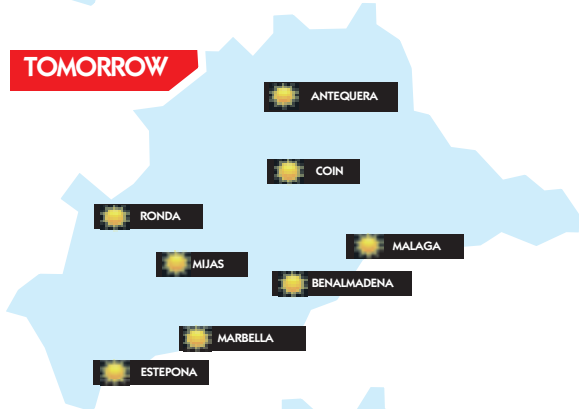 TOMORROW
ANTEQUERA
COIN
RONDA
MALAGA
MIJAS
BENALMADENA
MARBELLA
ESTEPONA